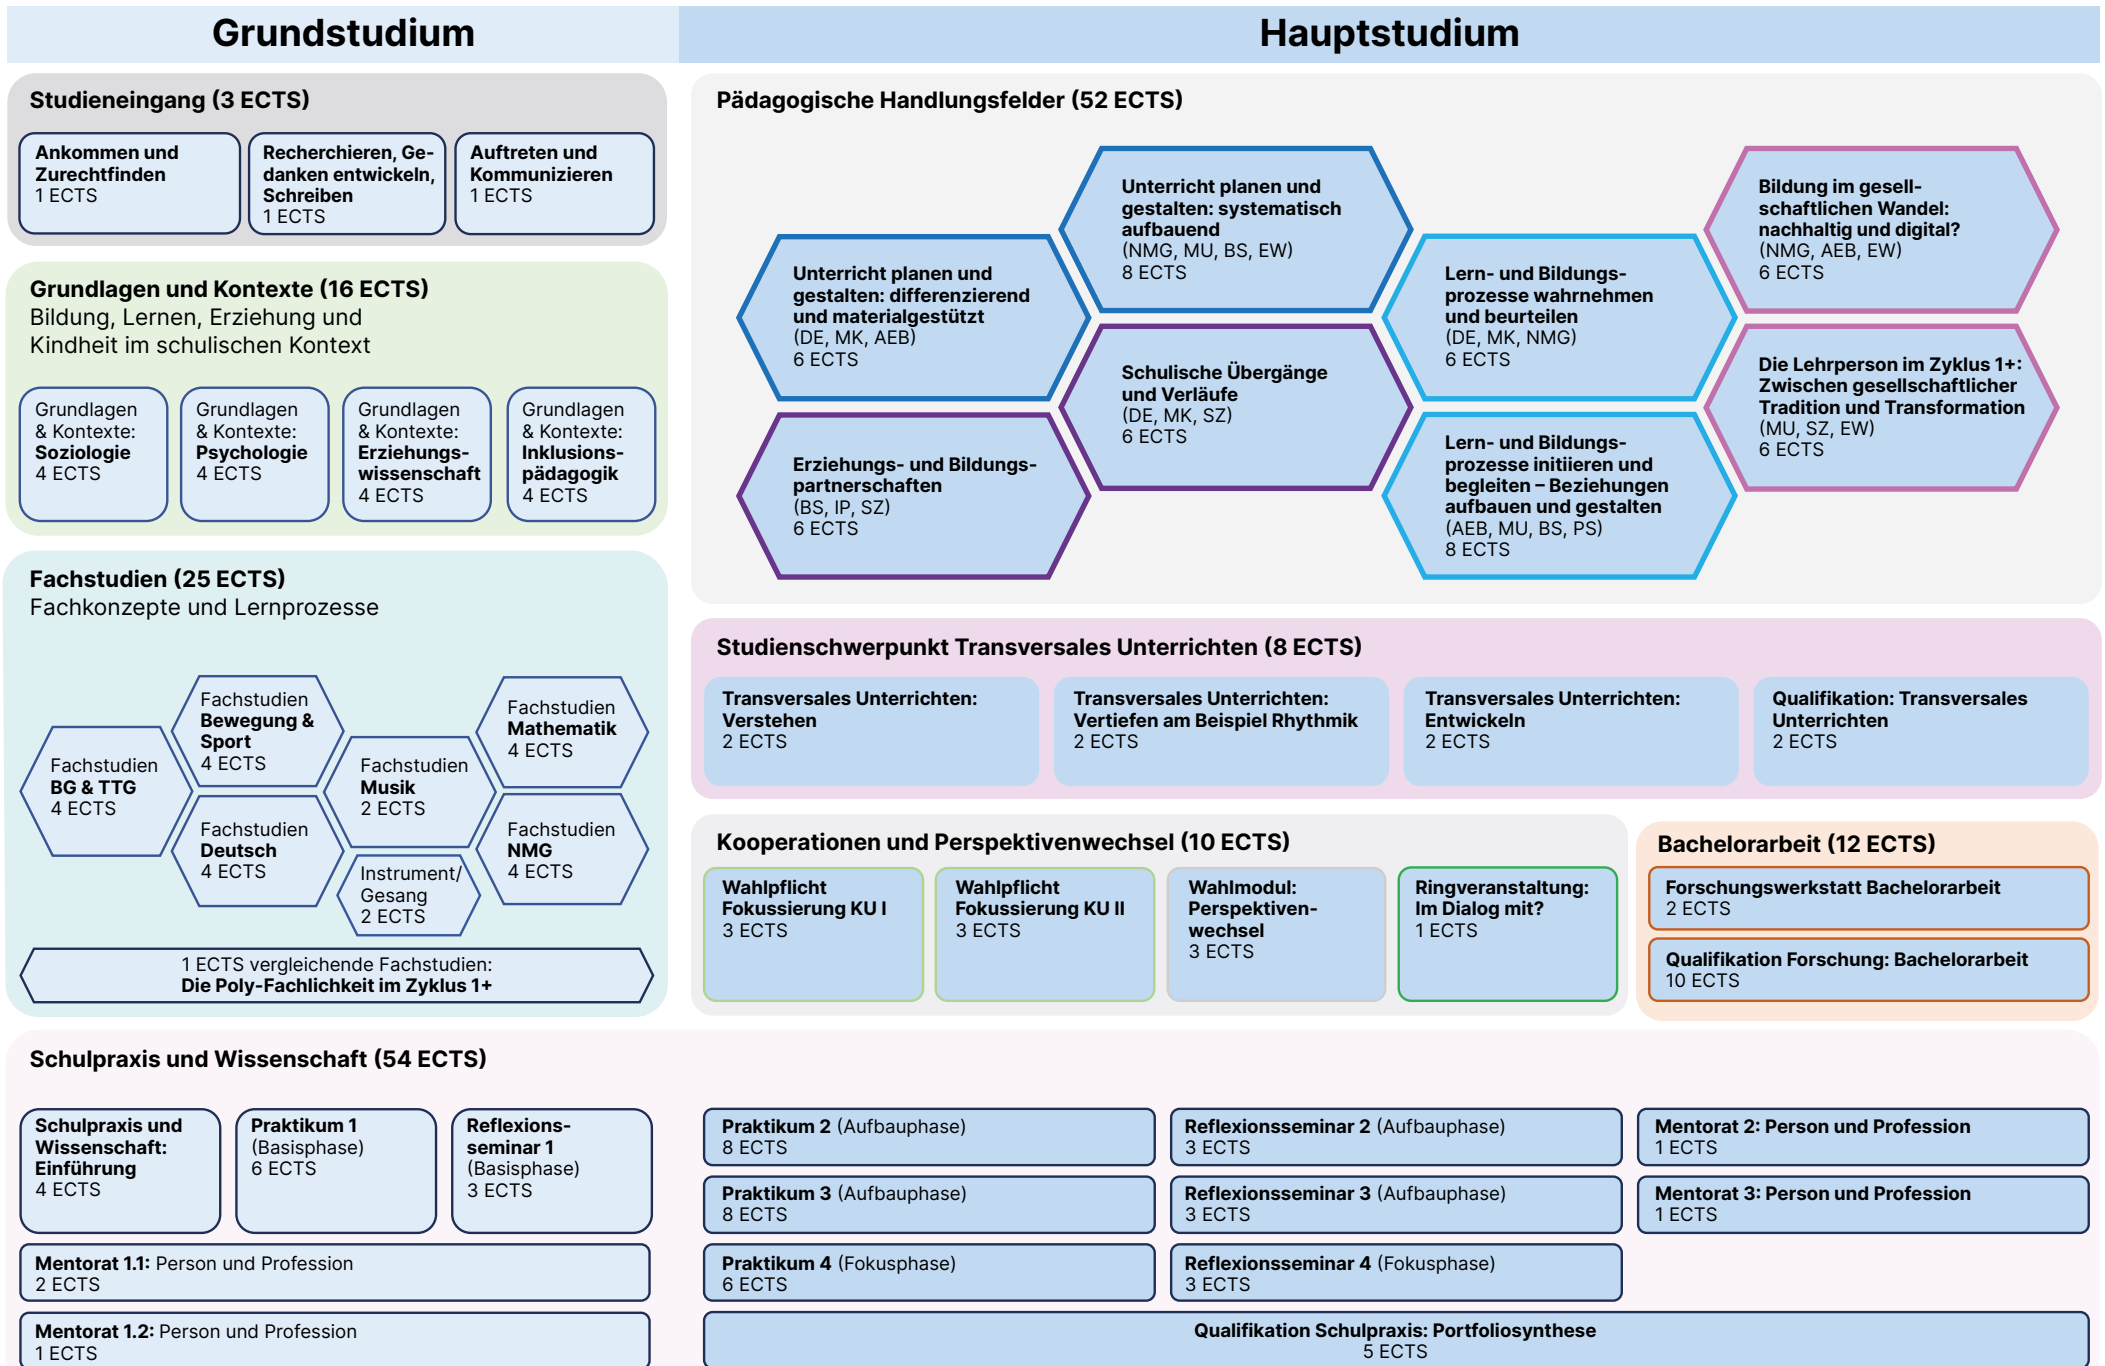 Grundstudium
Hauptstudium
Studieneingang (3 ECTS)
Ankommen und
Zurechtfinden
1 ECTS
Recherchieren, Ge-
danken entwickeln,
Schreiben
1 ECTS
Auftreten und
Kommunizieren
1 ECTS
Grundlagen und Kontexte (16 ECTS)
Bildung, Lernen, Erziehung und
Kindheit im schulischen Kontext
Grundlagen
& Kontexte:
Soziologie
4 ECTS
Grundlagen
& Kontexte:
Psychologie
4 ECTS
Grundlagen
& Kontexte:
Erziehungs-
wissenschaft
4 ECTS
Grundlagen
& Kontexte:
Inklusions-
pädagogik
4 ECTS
Fachstudien (25 ECTS)
Fachkonzepte und Lernprozesse
Fachstudien
BG & TTG
4 ECTS
Fachstudien
Bewegung &
Sport
4 ECTS
Fachstudien
Deutsch
4 ECTS
Fachstudien
Musik
2 ECTS
Instrument/
Gesang
2 ECTS
Fachstudien
Mathematik
4 ECTS
Fachstudien
NMG
4 ECTS
1 ECTS vergleichende Fachstudien:
Die Poly-Fachlichkeit im Zyklus 1+
Pädagogische Handlungsfelder (52 ECTS)
Unterricht planen und
gestalten: differenzierend
und materialgestützt
(DE, MK, AEB)
6 ECTS
Unterricht planen und
gestalten: systematisch
aufbauend
(NMG, MU, BS, EW)
8 ECTS
Lern- und Bildungs-
prozesse wahrnehmen
und beurteilen
(DE, MK, NMG)
6 ECTS
Bildung im gesell-
schaftlichen Wandel:
nachhaltig und digital?
(NMG, AEB, EW)
6 ECTS
Erziehungs- und Bildungs-
partnerschaften
(BS, IP, SZ)
6 ECTS
Schulische Übergänge
und Verläufe
(DE, MK, SZ)
6 ECTS
Lern- und Bildungs-
prozesse initiieren und
begleiten – Beziehungen
aufbauen und gestalten
(AEB, MU, BS, PS)
8 ECTS
Die Lehrperson im Zyklus 1+:
Zwischen gesellschaftlicher
Tradition und Transformation
(MU, SZ, EW)
6 ECTS
Studienschwerpunkt Transversales Unterrichten (8 ECTS)
Transversales Unterrichten:
Verstehen
2 ECTS
Transversales Unterrichten:
Vertiefen am Beispiel Rhythmik
2 ECTS
Transversales Unterrichten:
Entwickeln
2 ECTS
Qualifikation: Transversales
Unterrichten
2 ECTS
Kooperationen und Perspektivenwechsel (10 ECTS)
Wahlpflicht
Fokussierung KU I
3 ECTS
Wahlpflicht
Fokussierung KU II
3 ECTS
Wahlmodul:
Perspektiven-
wechsel
3 ECTS
Ringveranstaltung:
Im Dialog mit?
1 ECTS
Bachelorarbeit (12 ECTS)
Forschungswerkstatt Bachelorarbeit
2 ECTS
Qualifikation Forschung: Bachelorarbeit
10 ECTS
Schulpraxis und Wissenschaft (54 ECTS)
Schulpraxis und
Wissenschaft:
Einführung
4 ECTS
Praktikum 1
(Basisphase)
6 ECTS
Reflexions-
seminar 1
(Basisphase)
3 ECTS
Mentorat 1.1: Person und Profession
2 ECTS
Mentorat 1.2: Person und Profession
1 ECTS
Praktikum 2 (Aufbauphase)
8 ECTS
Reflexionsseminar 2 (Aufbauphase)
3 ECTS
Mentorat 2: Person und Profession
1 ECTS
Praktikum 3 (Aufbauphase)
8 ECTS
Reflexionsseminar 3 (Aufbauphase)
3 ECTS
Mentorat 3: Person und Profession
1 ECTS
Praktikum 4 (Fokusphase)
6 ECTS
Reflexionsseminar 4 (Fokusphase)
3 ECTS
Qualifikation Schulpraxis: Portfoliosynthese
5 ECTS